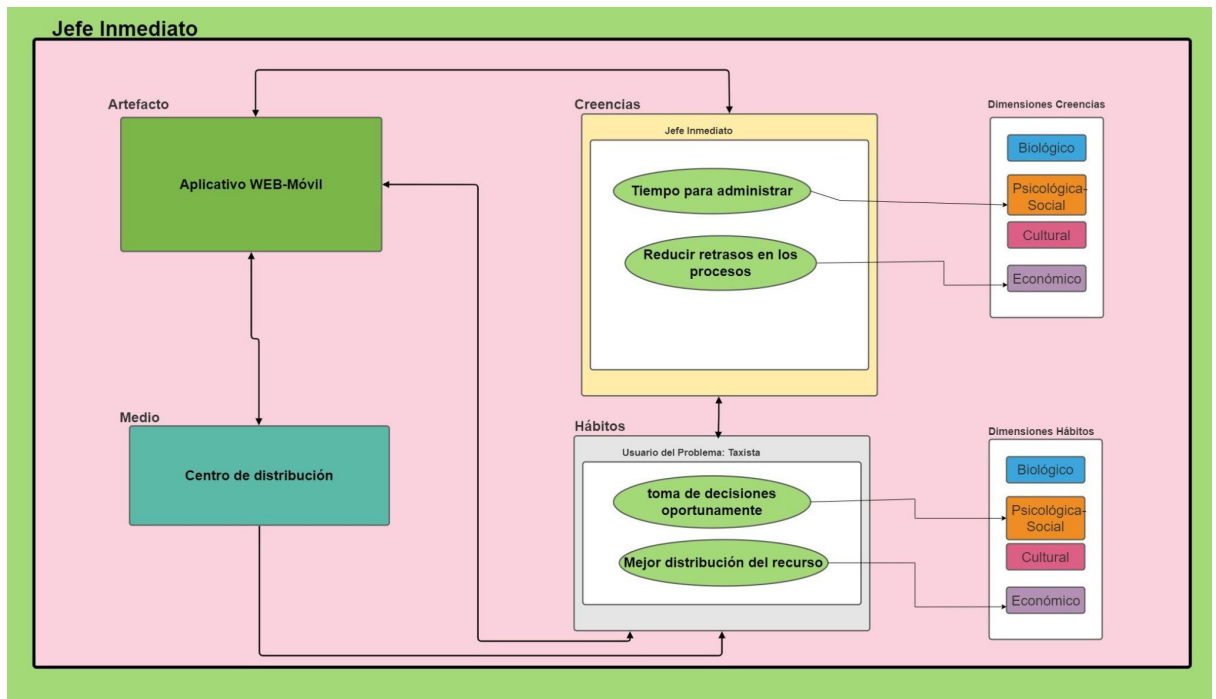 Jefe Inmediato
Artefacto
Aplicativo WEB-Móvil
Medio
Centro de distribución
Creencias
Jefe Inmediato
Tiempo para administrar
Reducir retrasos en los
procesos
Dimensiones Creencias
Biológico
Psicológica-
Social
Cultural
Económico
Hábitos
Usuario del Problema: Taxista
toma de decisiones
oportunamente
Mejor distribución del recurso
Dimensiones Hábitos
Biológico
Psicológica-
Social
Cultural
Económico